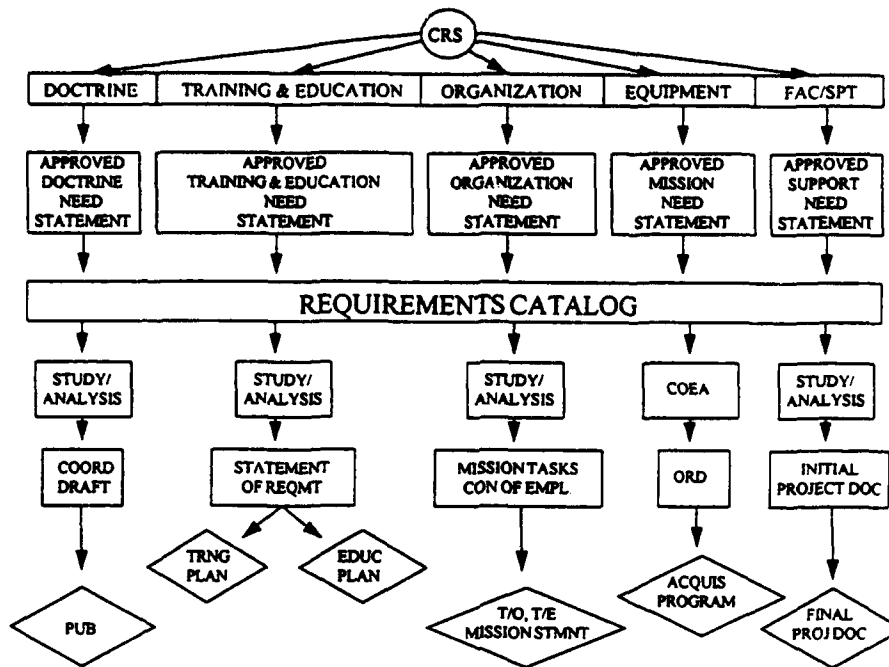 CRS
DOCTRINE
TRAINING & EDUCATION
ORGANIZATION
EQUIPMENT
FAC/SPT
APPROVED
DOCTRINE
NEED
STATEMENT
APPROVED
TRAINING & EDUCATION
NEED
STATEMENT
APPROVED
ORGANIZATION
NEED
STATEMENT
APPROVED
MISSION
NEED
STATEMENT
APPROVED
SUPPORT
NEED
STATEMENT
REQUIREMENTS CATALOG
STUDY/
ANALYSIS
STUDY/
ANALYSIS
STUDY/
ANALYSIS
COEA
STUDY/
ANALYSIS
COORD
DRAFT
STATEMENT
OF REQMT
MISSION TASKS
CON OF EMPL
ORD
INITIAL
PROJECT DOC
TRNG
PLAN
EDUC
PLAN
ACQUIS
PROGRAM
PUB
T/O, T/E
MISSION STMNT
FINAL
PROJ DOC